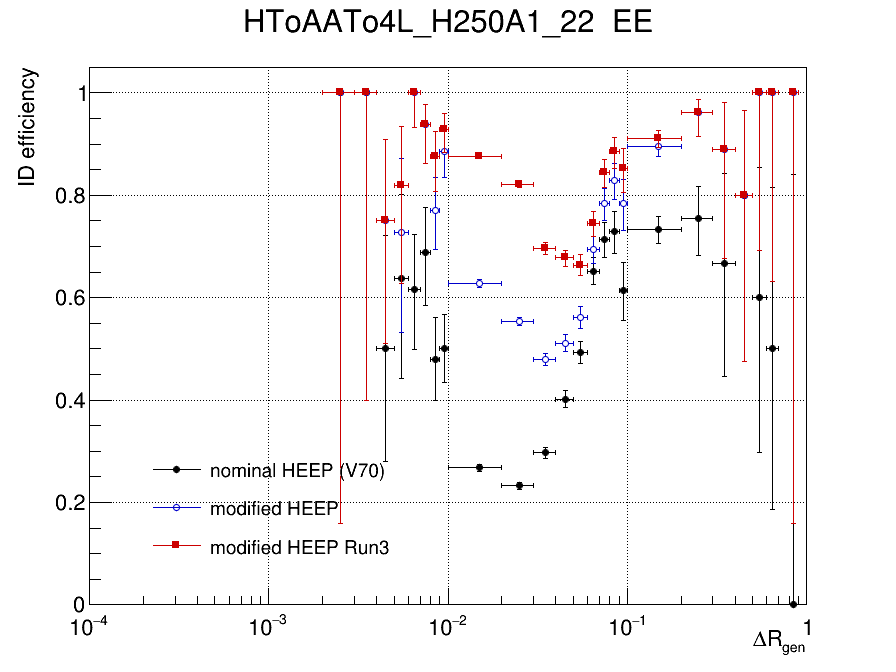 HToAATo4L_H250A1_22 EE
ID efficiency
1
0.8
0.6
0.4
0.2
0
nominal HEEP (V70)
modified HEEP
modified HEEP Run3
10−4 10−3 10−2 10−1 1
ΔRgen